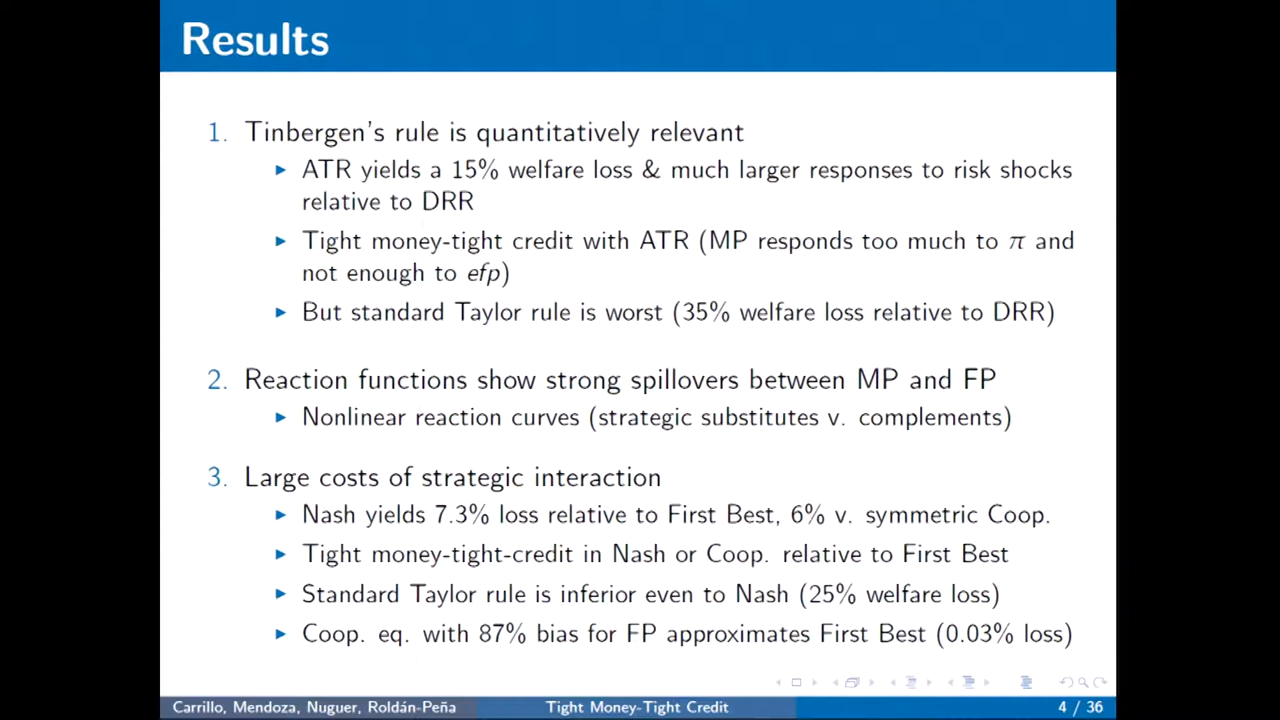 Results
1. Tinbergen's rule is quantitatively relevant
► ATR yields a 15% welfare loss & much larger responses to risk shocks
relative to DRR
► Tight money-tight credit with ATR (MP responds too much to π and
not enough to efp)
► But standard Taylor rule is worst (35% welfare loss relative to DRR)
2. Reaction functions show strong spillovers between MP and FP
► Nonlinear reaction curves (strategic substitutes v. complements)
3. Large costs of strategic interaction
► Nash yields 7.3% loss relative to First Best, 6% v. symmetric Coop.
► Tight money-tight-credit in Nash or Coop. relative to First Best
► Standard Taylor rule is inferior even to Nash (25% welfare loss)
► Coop. eq. with 87% bias for FP approximates First Best (0.03% loss)
Carrillo, Mendoza, Nuguer, Roldán-Peña Tight Money-Tight Credit 4 / 36